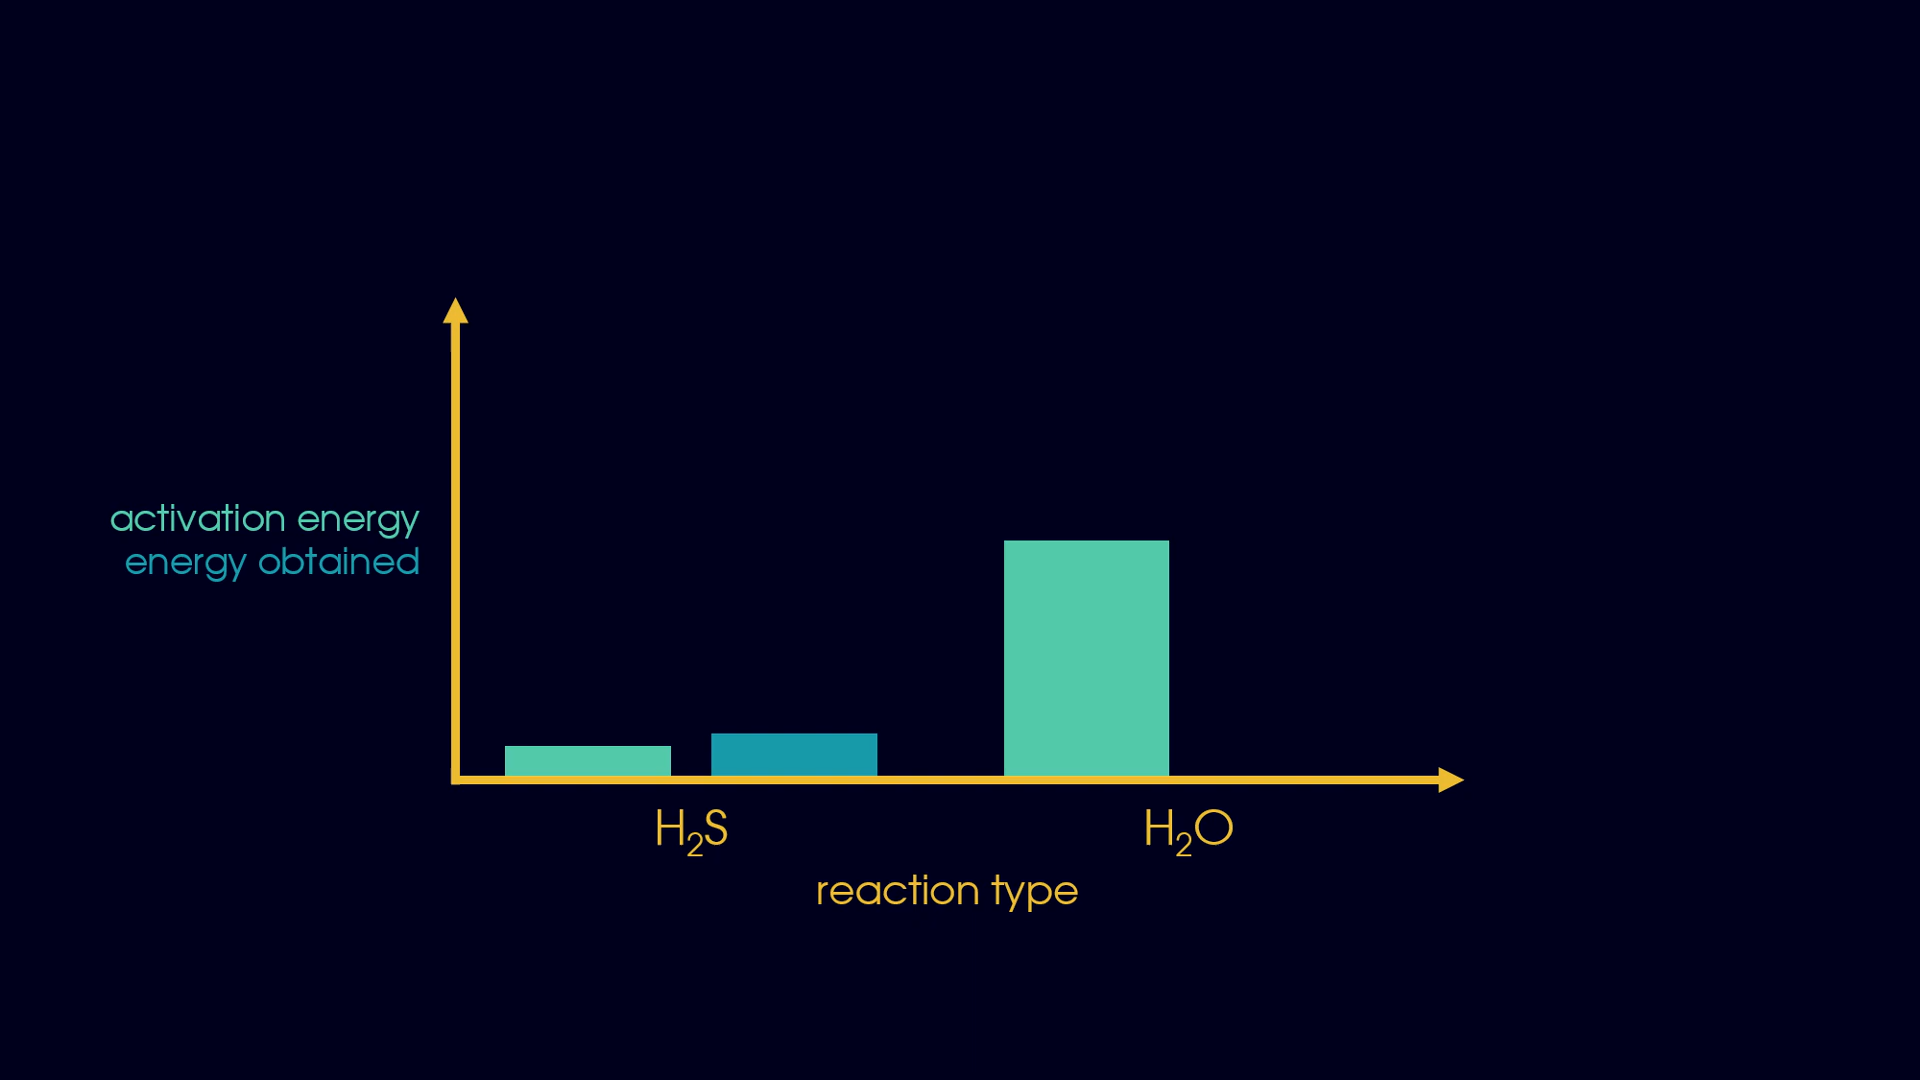 activation energy
energy obtained
H₂S
H₂O
reaction type